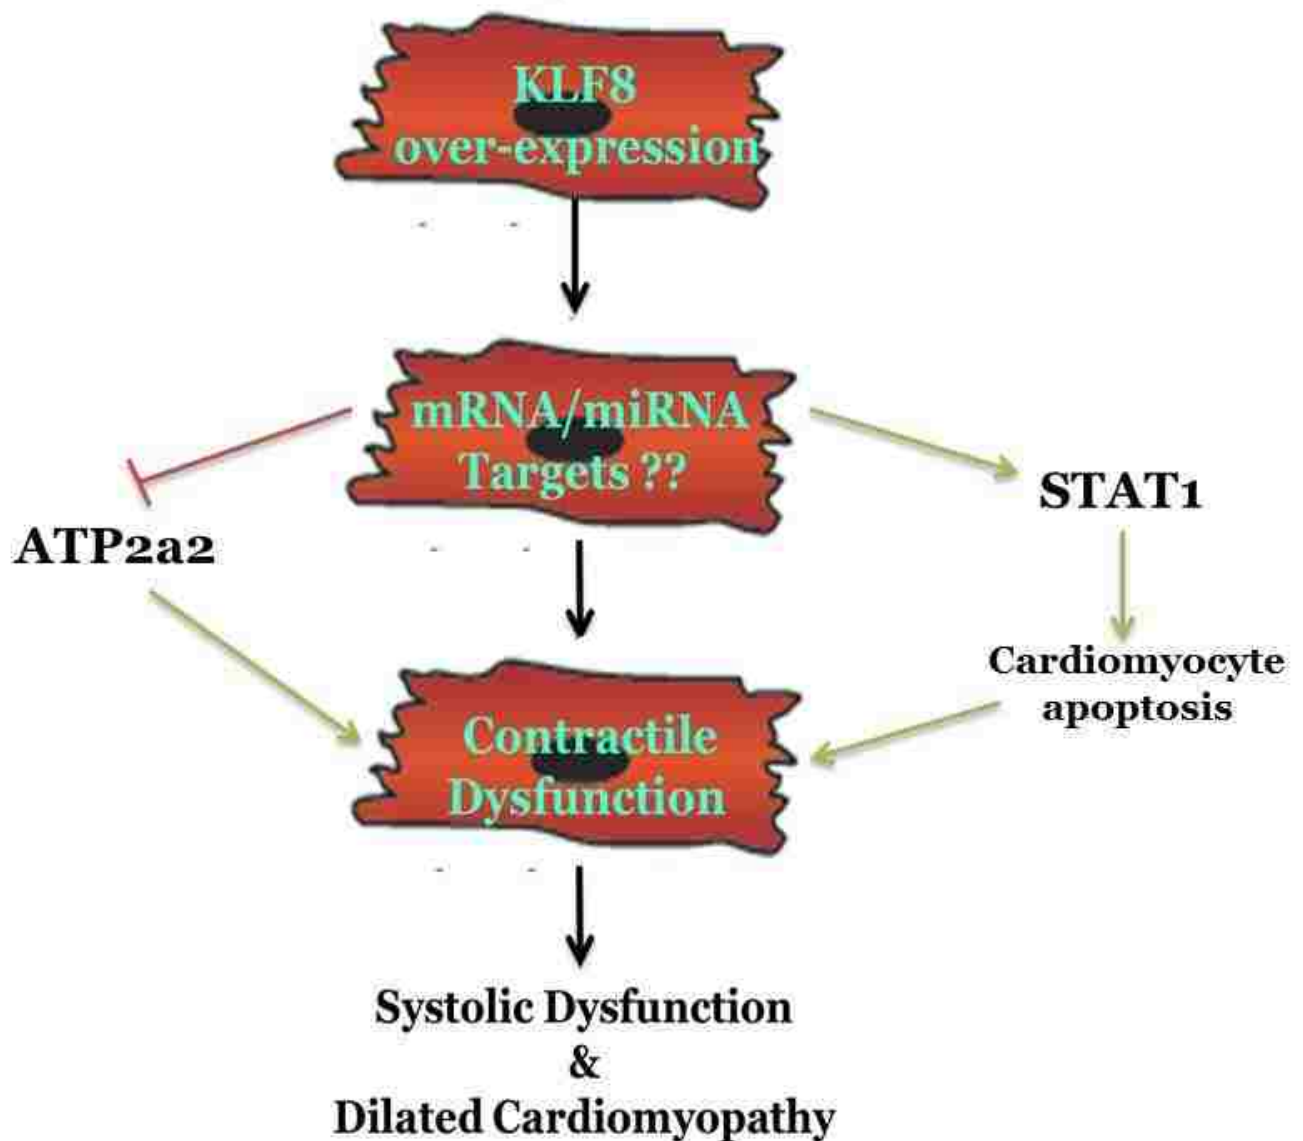 KLF8
over-expression
mRNA/miRNA
Targets ??
ATP2a2
STAT1
Cardiomyocyte
apoptosis
Contractile
Dysfunction
Systolic Dysfunction
&
Dilated Cardiomyopathy